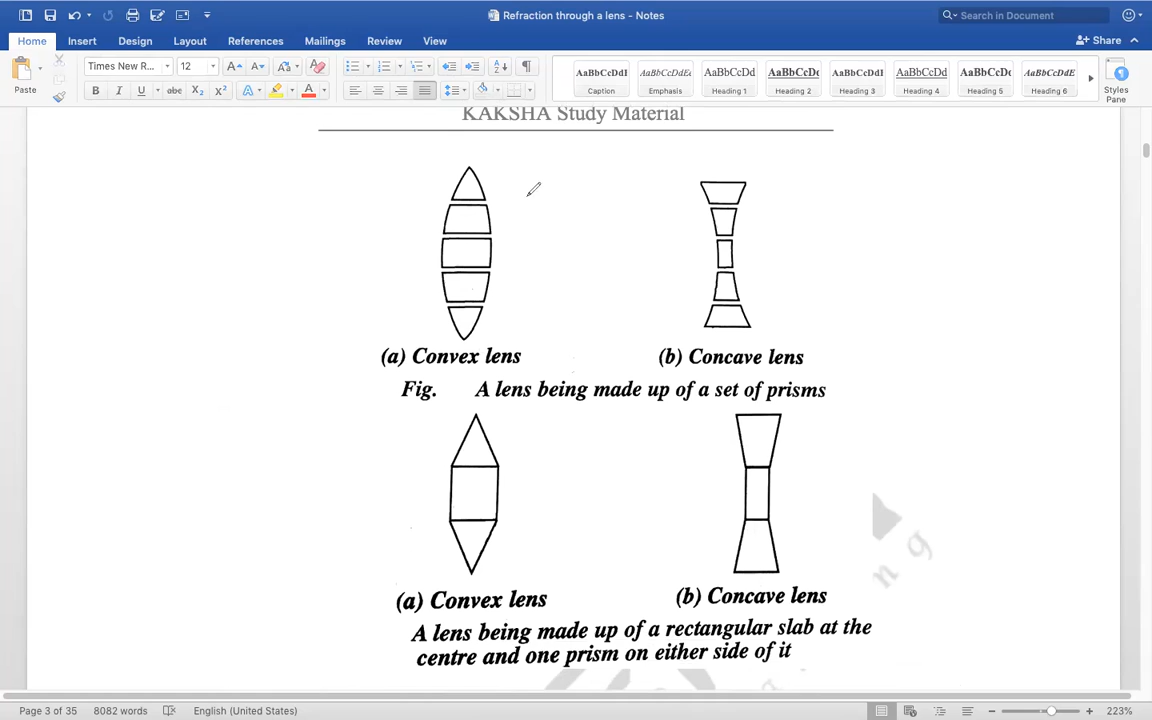 Refraction through a lens - Notes
Search in Document
Home Insert Design Layout References Mailings Review View
Share
Paste
Times New R...
12
B I U abc X₂ X²
AaBbCcDdI AaBbCcDdEe AaBbCcDd AaBbCcDc AaBbCcDdI AaBbCcDd AaBbCcDd AaBbCcDdE
Caption Emphasis Heading 1 Heading 2 Heading 3 Heading 4 Heading 5 Heading 6
Styles
Pane
KAKSHA Study Material
(a) Convex lens (b) Concave lens
Fig. A lens being made up of a set of prisms
(a) Convex lens (b) Concave lens
A lens being made up of a rectangular slab at the
centre and one prism on either side of it
n g
Page 3 of 35 8082 words English (United States) 223%